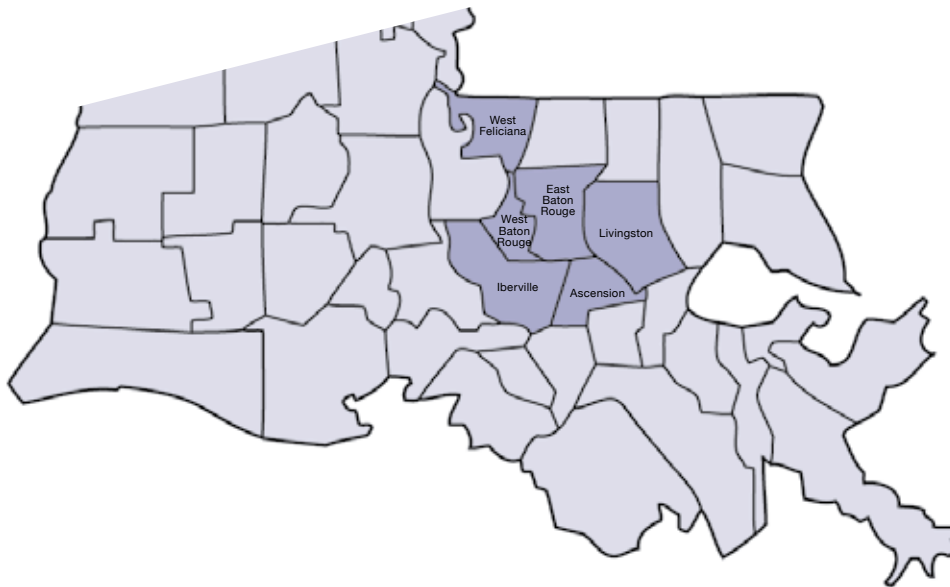 West
Feliciana
East
Baton
Rouge
West
Baton
Rouge
Livingston
Iberville
Ascension